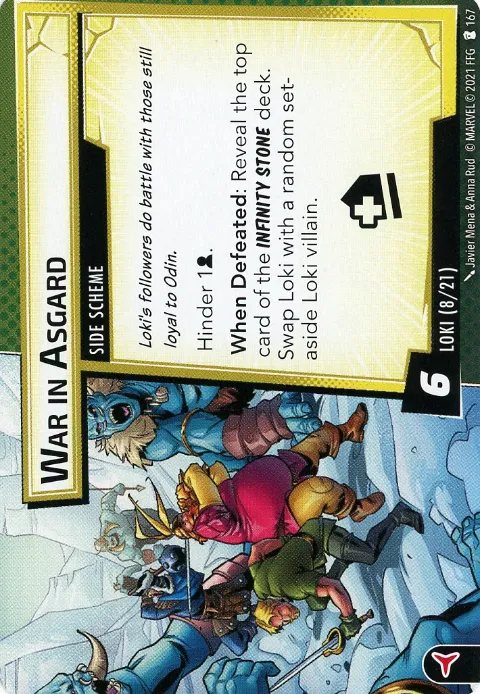 WAR IN ASGARD
SIDE SCHEME
Loki's followers do battle with those still
loyal to Odin.
Hinder 1.
When Defeated: Reveal the top
card of the INFINITY STONE deck.
Swap Loki with a random set-
aside Loki villain.
6
LOKI (8/21)
Javier Mena & Anna Rud © MARVEL © 2021 FFG 167